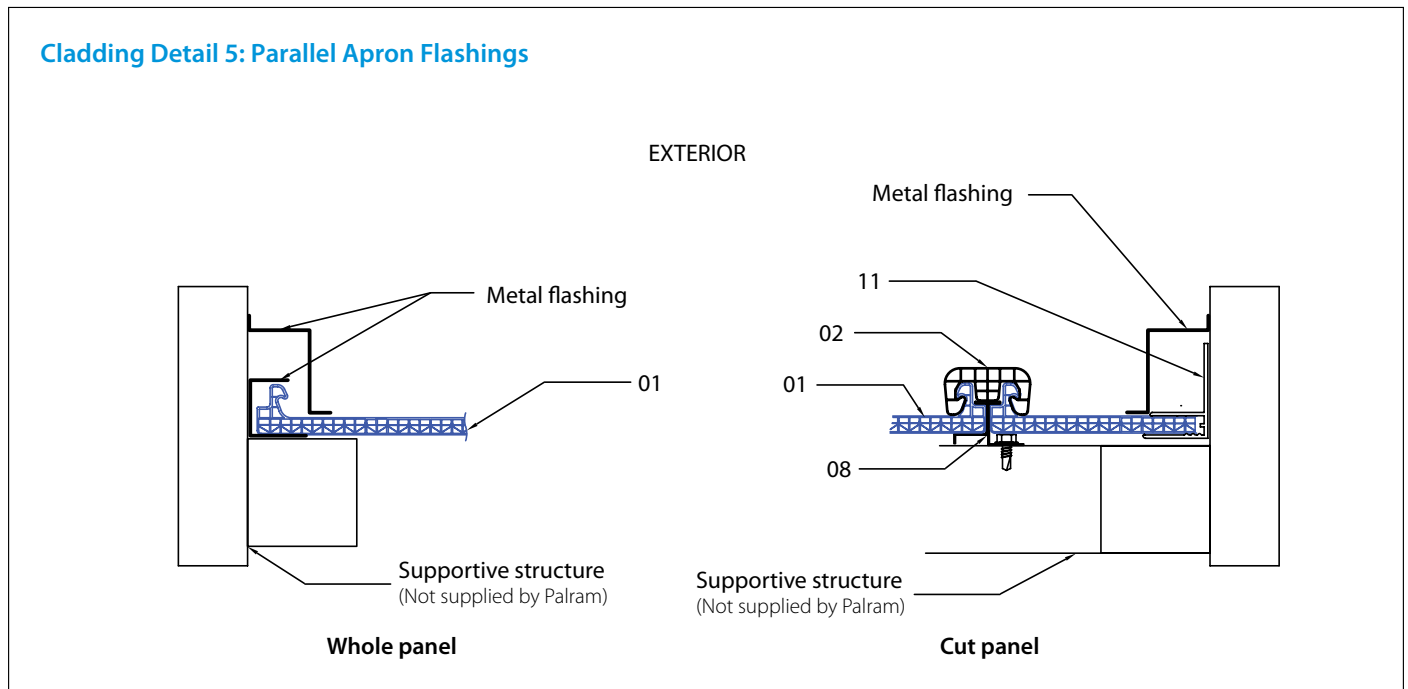 Cladding Detail 5: Parallel Apron Flashings
EXTERIOR
Metal flashing
01
Supportive structure
(Not supplied by Palram)
Whole panel
Metal flashing
11
02
01
08
Supportive structure
(Not supplied by Palram)
Cut panel